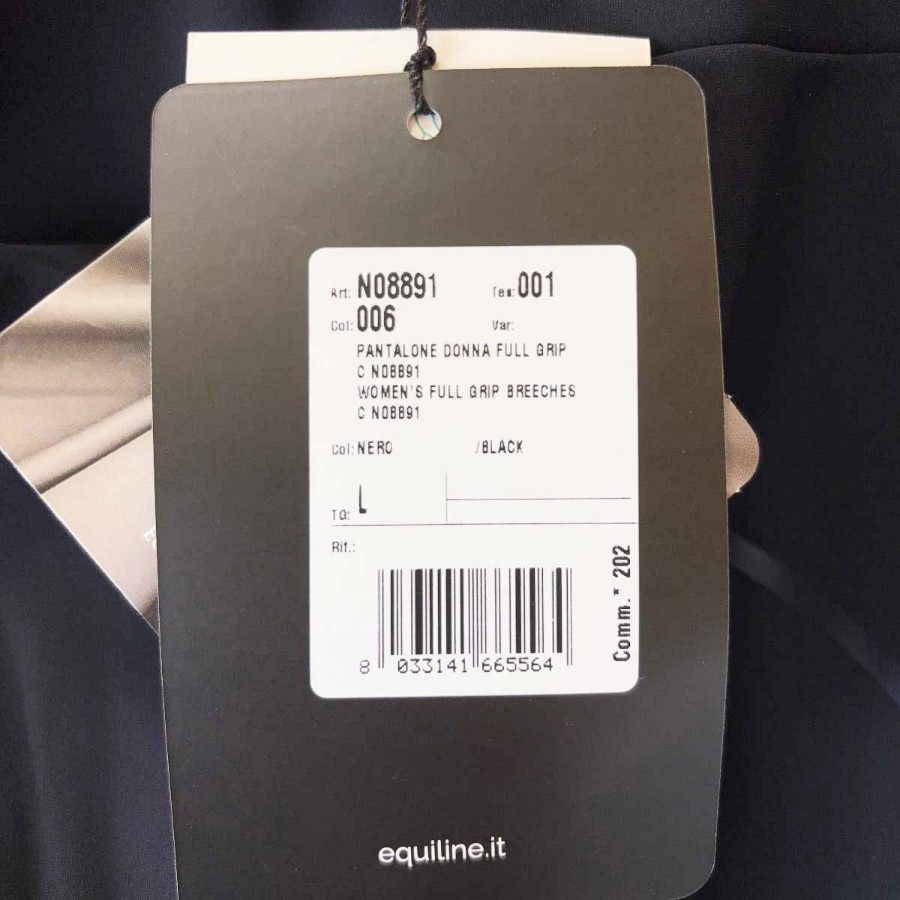 Art: N08891 Tes: 001
Col: 006 Var:
PANTALONE DONNA FULL GRIP
C N08891
WOMEN'S FULL GRIP BREECHES
C N08891
Col: NERO /BLACK
TG: L
Rif.:
Comm.* 202
8 033141 665564
equiline.it